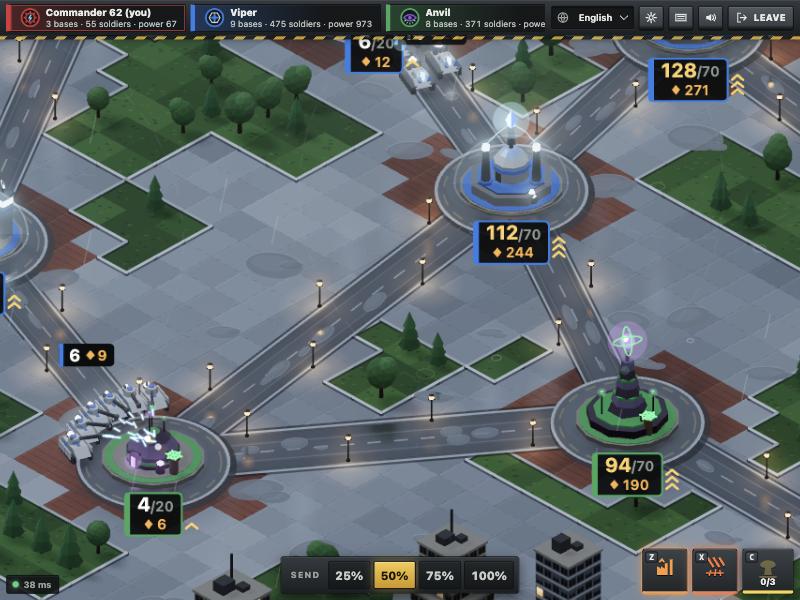 Commander 62 (you)
3 bases · 55 soldiers · power 67
Viper
9 bases · 475 soldiers · power 973
Anvil
8 bases · 371 soldiers · powe
English
LEAVE
6/20
12
128/70
271
112/70
244
6 9
94/70
190
4/20
6
SEND 25% 50% 75% 100%
Z X C
0/3
38 ms